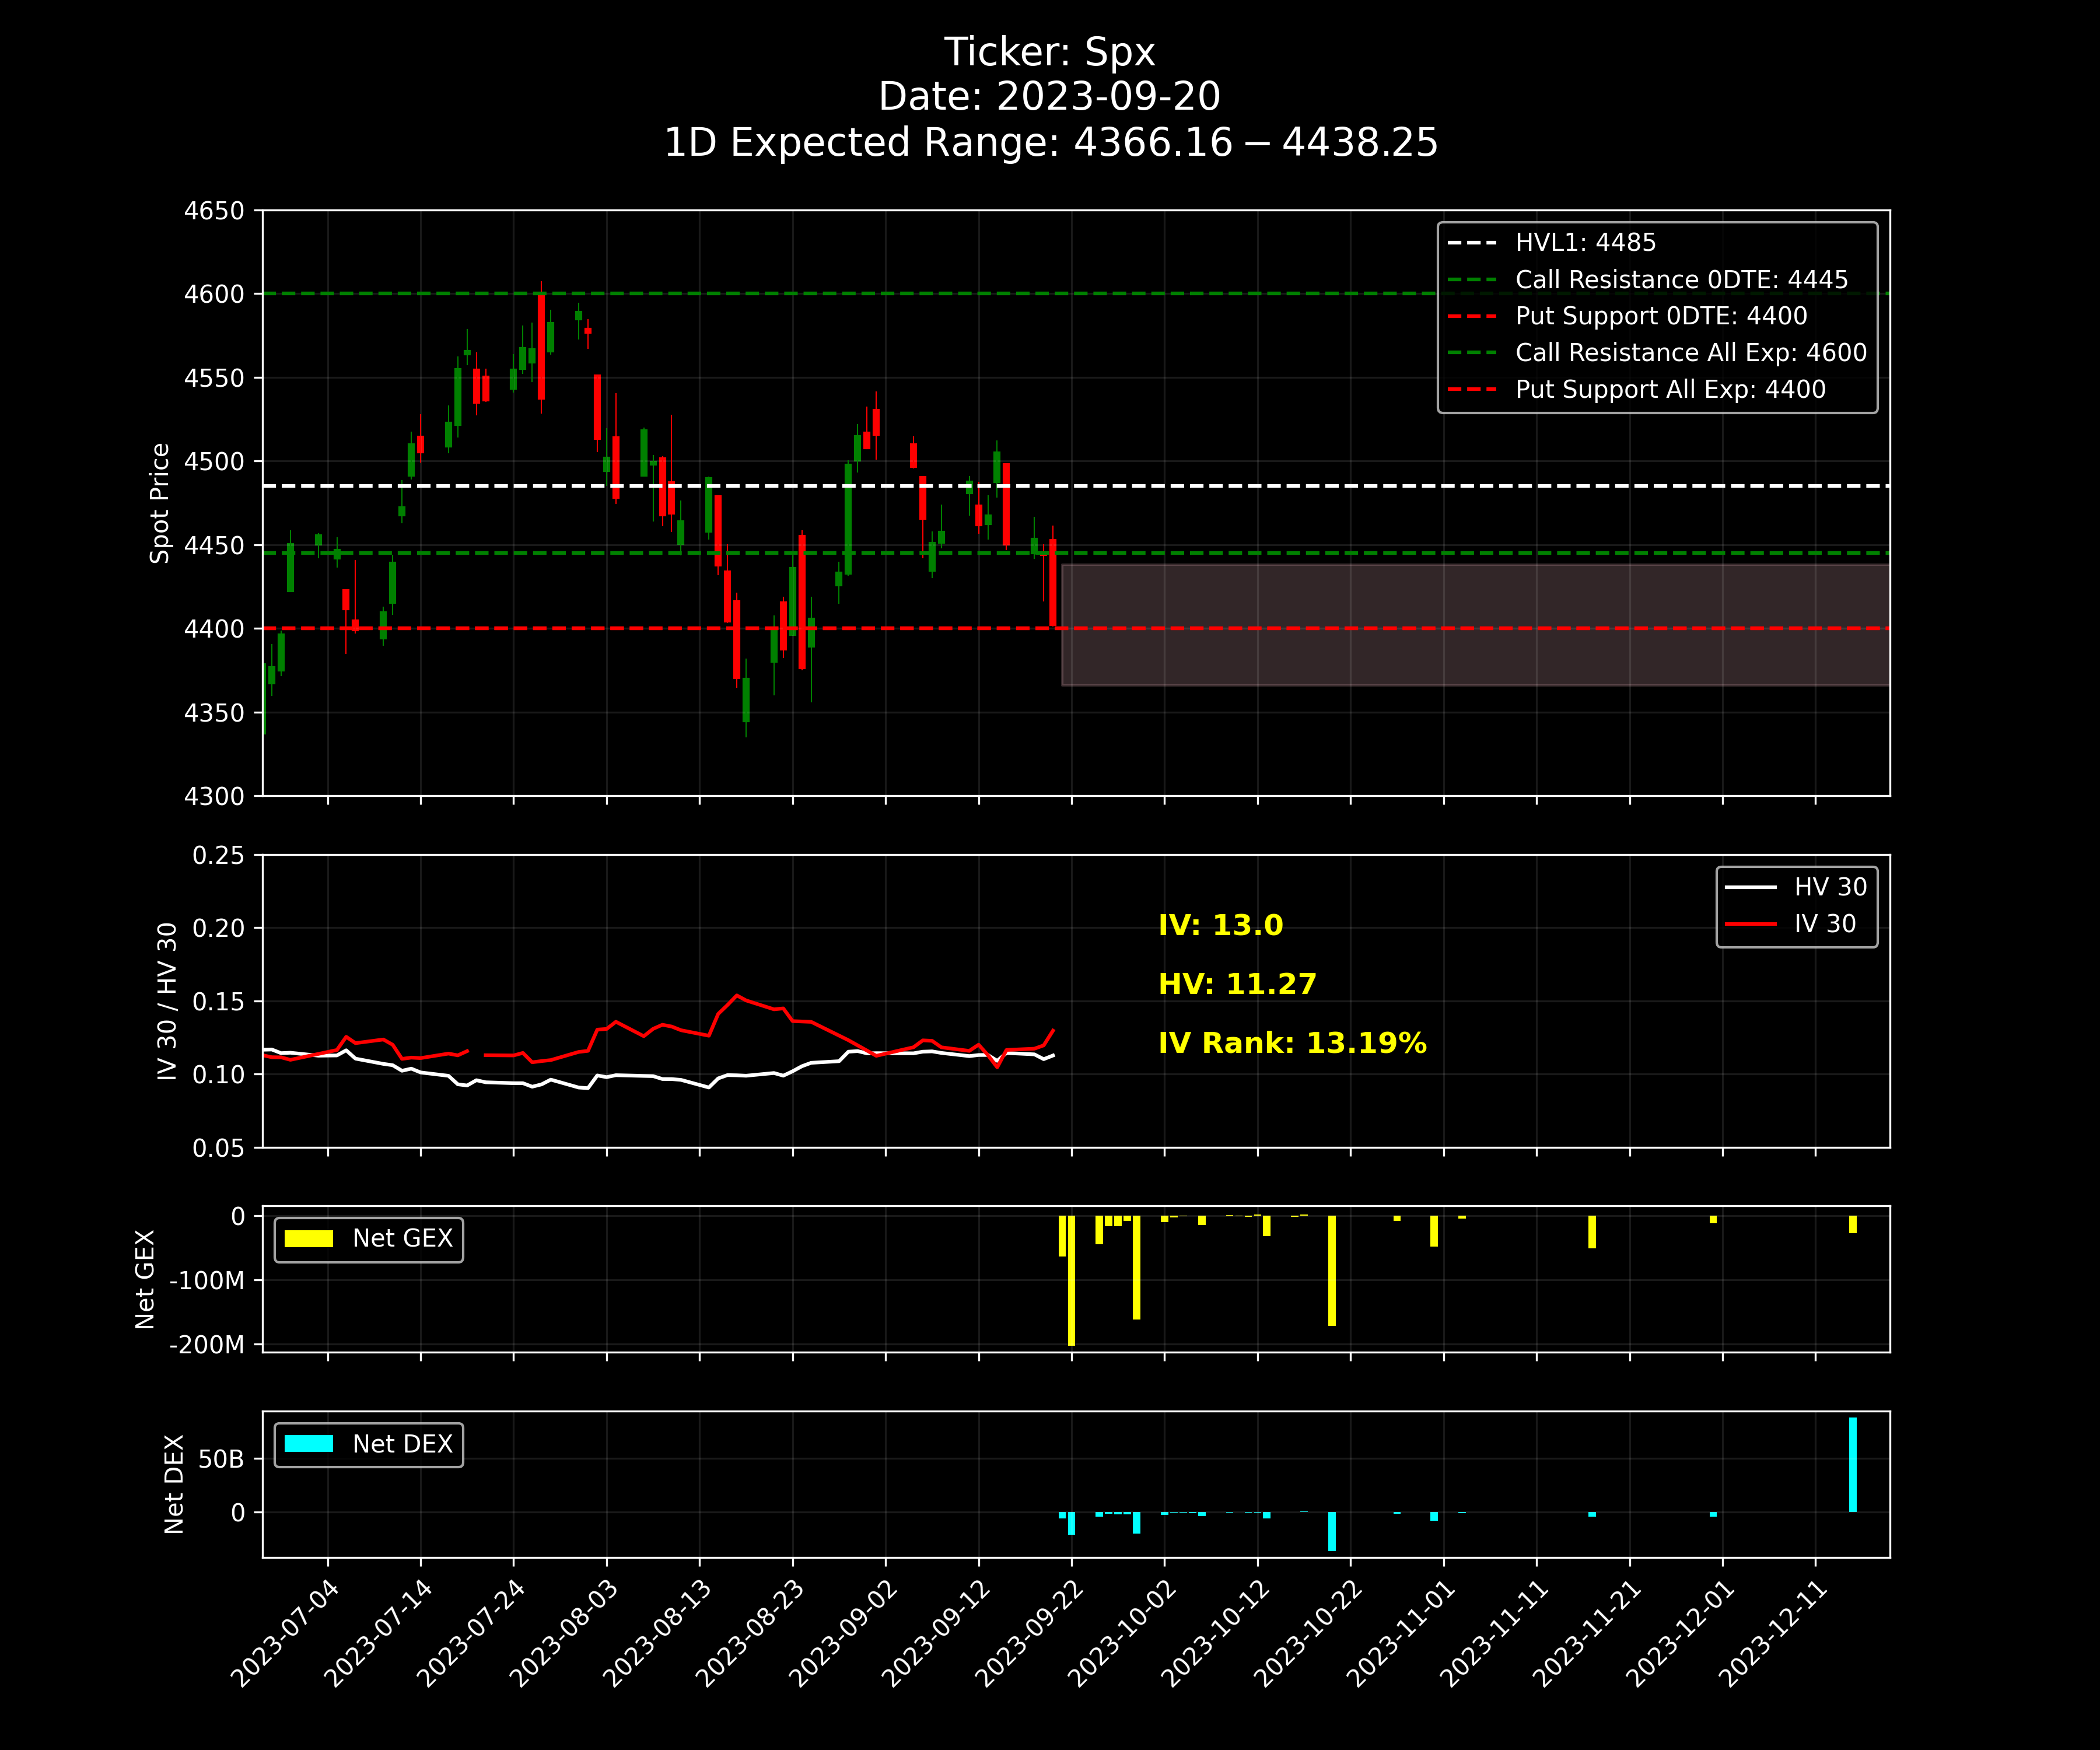 Ticker: Spx
Date: 2023-09-20
1D Expected Range: 4366.16 − 4438.25
4650
4600
4550
4500
4450
4400
4350
4300
Spot Price
HVL1: 4485
Call Resistance 0DTE: 4445
Put Support 0DTE: 4400
Call Resistance All Exp: 4600
Put Support All Exp: 4400
0.25
0.20
0.15
0.10
0.05
IV 30 / HV 30
IV: 13.0
HV: 11.27
IV Rank: 13.19%
HV 30
IV 30
0
-100M
-200M
Net GEX
Net GEX
50B
0
Net DEX
Net DEX
2023-07-04
2023-07-14
2023-07-24
2023-08-03
2023-08-13
2023-08-23
2023-09-02
2023-09-12
2023-09-22
2023-10-02
2023-10-12
2023-10-22
2023-11-01
2023-11-11
2023-11-21
2023-12-01
2023-12-11